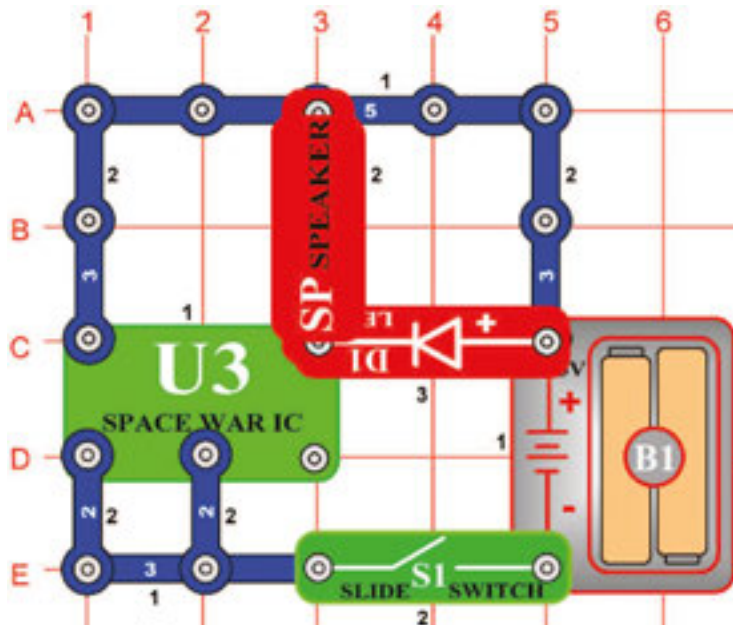 1 2 3 4 5 6
1
A 5
SPEAKER
2 2 2
B
3 3
1
SP
LE +
C U3 D1 V
3 +
SPACE WAR IC
D 1 B1
2 2 2 2 -
E 3 S1
SLIDE SWITCH
1 2